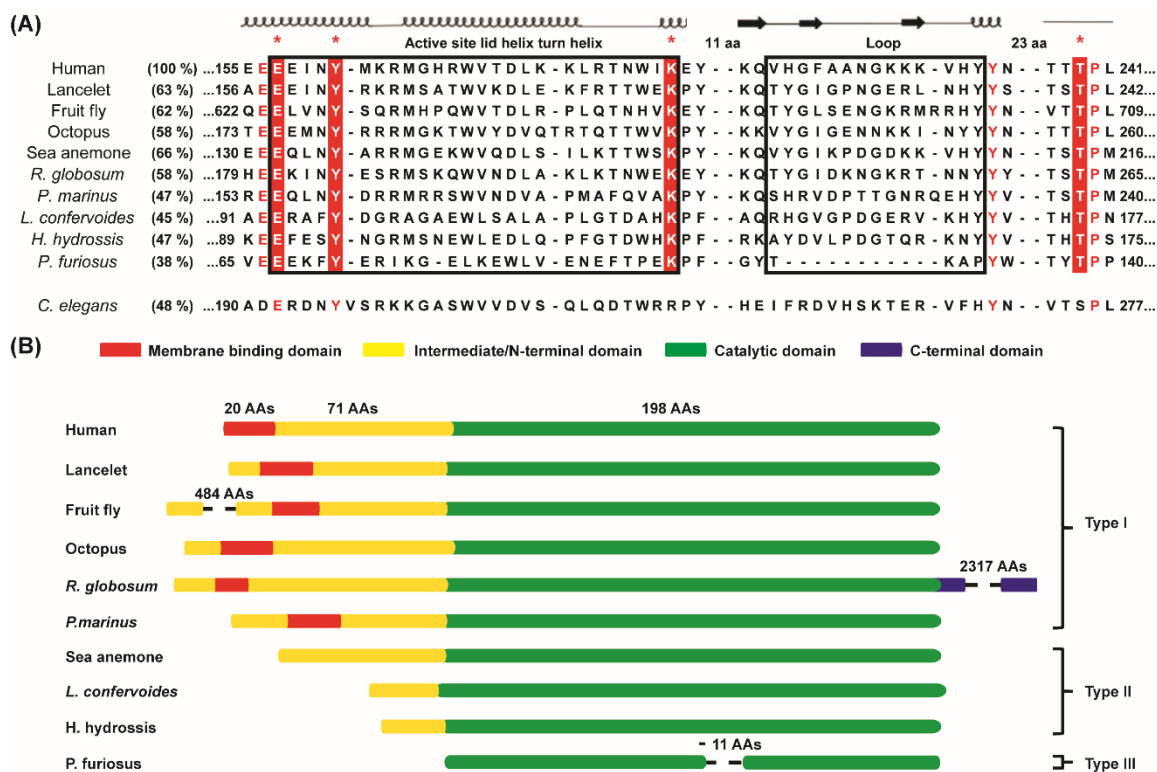 (A)
* * * *
Active site lid helix turn helix 11 aa Loop 23 aa
Human (100 %) ...155 E E E E I N Y - M K R M G H R W V T D L K - K L R T N W I K E Y - - K Q V H G F A A N G K K K - V H Y Y N - - T T T P L 241...
Lancelet (63 %) ...156 A E E E I N Y - R K R M S A T W V K D L E - K F R T T W E K P Y - - K Q T Y G I G P N G E R L - N H Y Y S - - T S T P L 242...
Fruit fly (62 %) ...622 Q E E L V N Y - S R K M H P Q W V T D L R - P L Q T N H V K E Y - - K Q T Y G L S E N G K R M R R H Y Y N - - V T T P L 709...
Octopus (58 %) ...173 T E E E M N Y - R R R M G K T W V Y D V Q T R T Q T T W V K P Y - - K K V Y G I G E N N K K I - N Y Y Y N - - T T T P L 260...
Sea anemone (66 %) ...130 E E E Q L N Y - A R R M G E K W V Q D L S - I L K T T W S K P Y - - K K V Y G I K P D G D K K - V H Y Y N - - T S T P M 216...
R. globosum (58 %) ...179 H E E K I N Y - E S R M G K W V N D L A - N L K T N W E K P Y - - K Q T Y G I D K N G K R T - N H Y Y N - - T S T P M 265...
P. marinus (47 %) ...153 R E E Q L N Y - D R R M R R S W V N D V A - P M A F Q V A K P Y - - K Q S H R V D P T T G N R Q E H Y Y N - - T S T P M 240...
L. confervoides (45 %) ...91 A E E R A F Y - D G R A G A E W L S A L A - P L G T D A H K P F - - A Q R H G V G P D G E R V - K H Y Y V - - T H T P N 177...
H. hydrossis (47 %) ...89 K E E F E S Y - N G R M S N E W L E D L Q - P F G T D W H K P F - - R K A Y D V L P D G T Q R - K N Y Y V - - T S T P S 175...
P. furiosus (38 %) ...65 V E E E K F Y - E R I K G - E L K E W L V - E N E F T P E K P F - - G Y T - - - - - - - - - - - K A P Y W - - T Y T P P 140...
C. elegans (48 %) ...190 A D E R D N Y V S R K K G A S W V V D V S - Q L Q D T W R R P Y - - H E I F R D V H S K T E R - V F H Y N - - V T S P L 277...
(B) Membrane binding domain Intermediate/N-terminal domain Catalytic domain C-terminal domain
20 AAs 71 AAs 198 AAs
Human
Lancelet
484 AAs
Fruit fly
Type I
Octopus
2317 AAs
R. globosum
P.marinus
Sea anemone
L. confervoides
Type II
H. hydrossis
11 AAs
P. furiosus
Type III